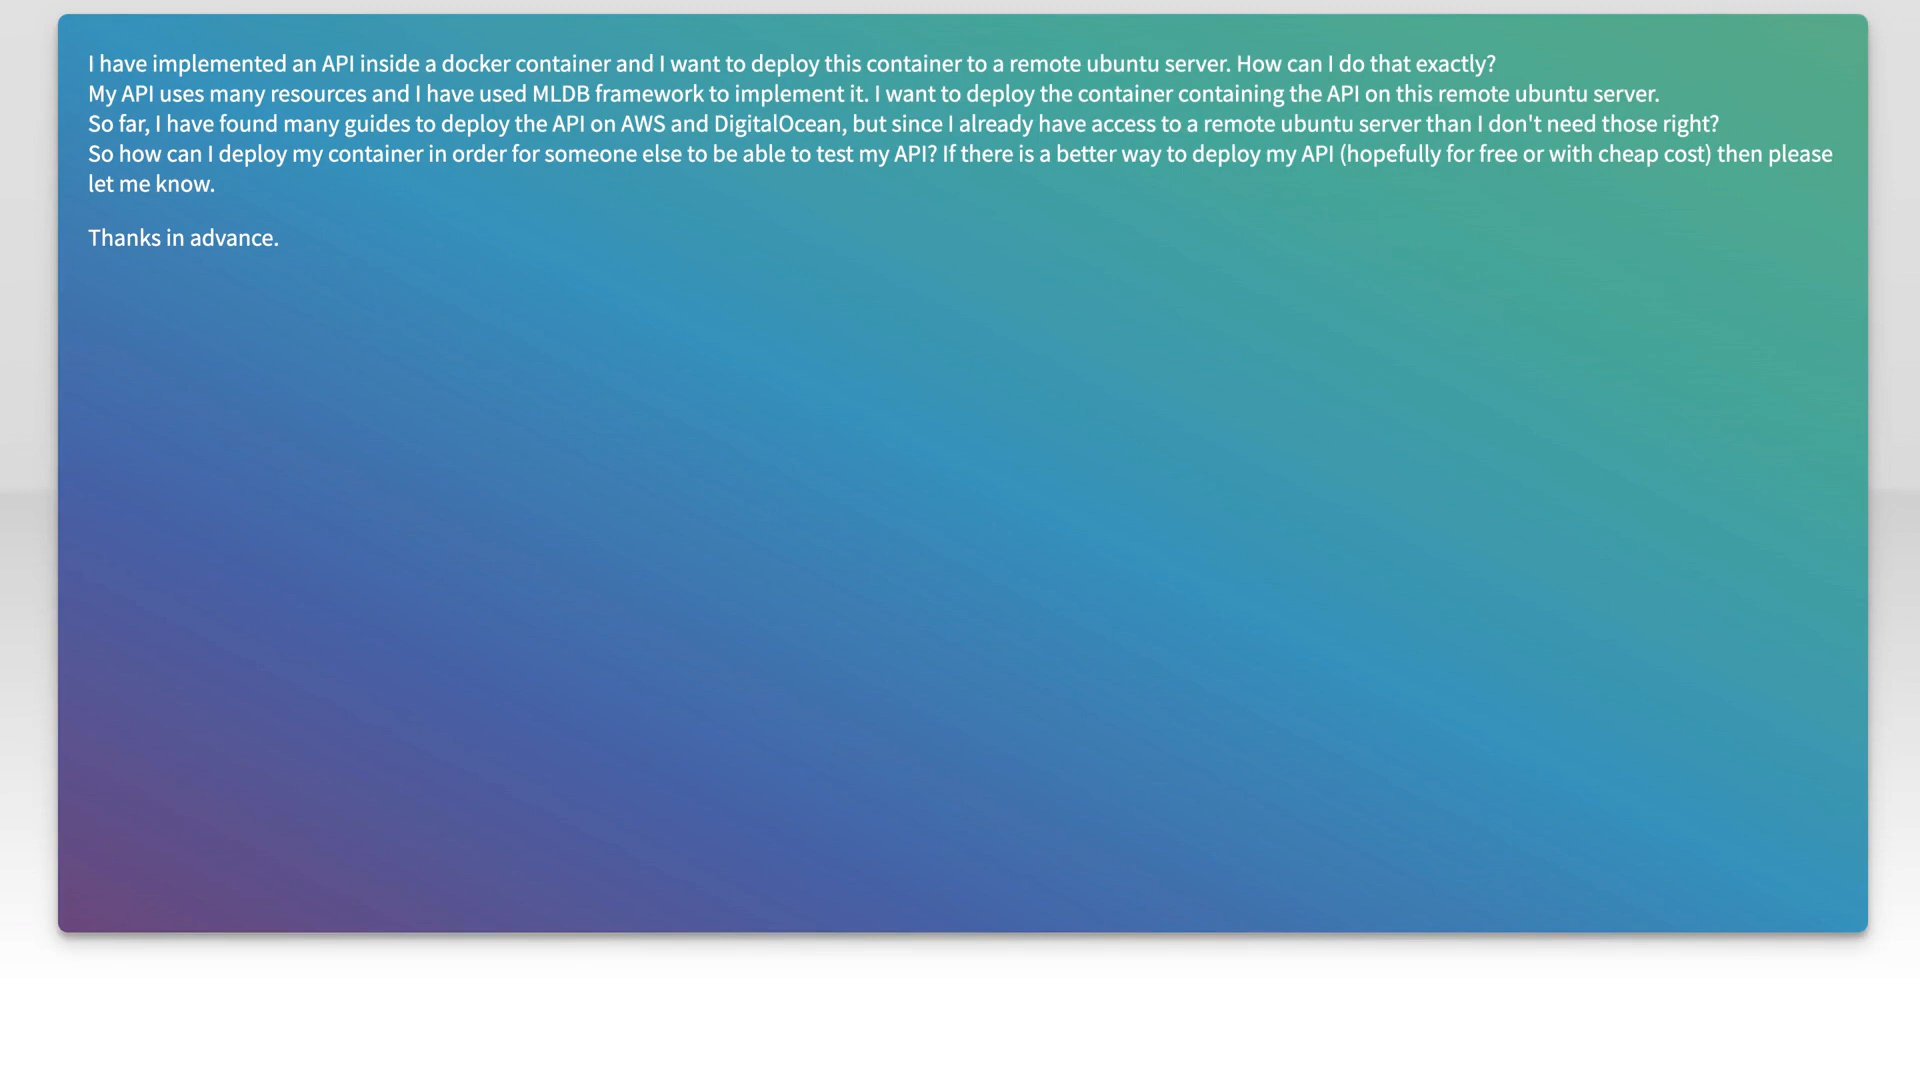 I have implemented an API inside a docker container and I want to deploy this container to a remote ubuntu server. How can I do that exactly?
My API uses many resources and I have used MLDB framework to implement it. I want to deploy the container containing the API on this remote ubuntu server.
So far, I have found many guides to deploy the API on AWS and DigitalOcean, but since I already have access to a remote ubuntu server than I don't need those right?
So how can I deploy my container in order for someone else to be able to test my API? If there is a better way to deploy my API (hopefully for free or with cheap cost) then please
let me know.
Thanks in advance.